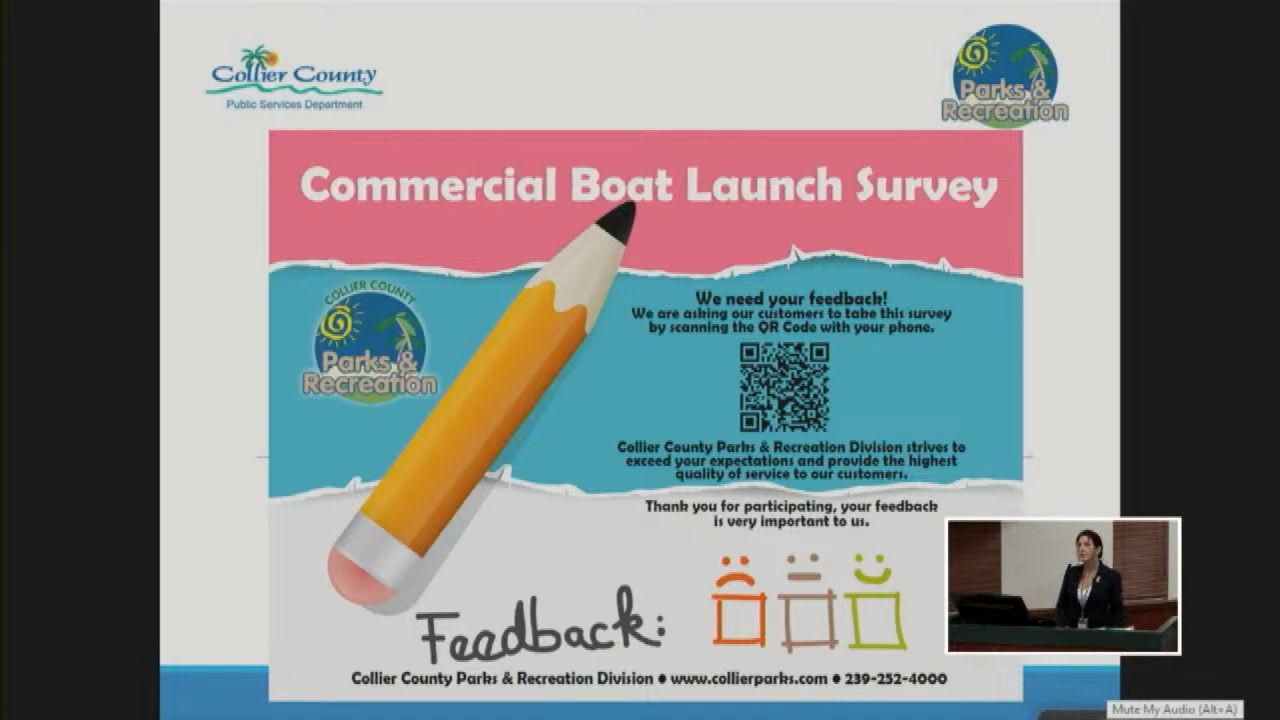 Collier County
Public Services Department
Parks &
Recreation
Commercial Boat Launch Survey
COLLIER COUNTY
Parks &
Recreation
We need your feedback!
We are asking our customers to take this survey
by scanning the QR Code with your phone.
Collier County Parks & Recreation Division strives to
exceed your expectations and provide the highest
quality of service to our customers.
Thank you for participating, your feedback
is very important to us.
Feedback:
Collier County Parks & Recreation Division ● www.collierparks.com ● 239-252-4000
Mute My Audio (Alt+A)